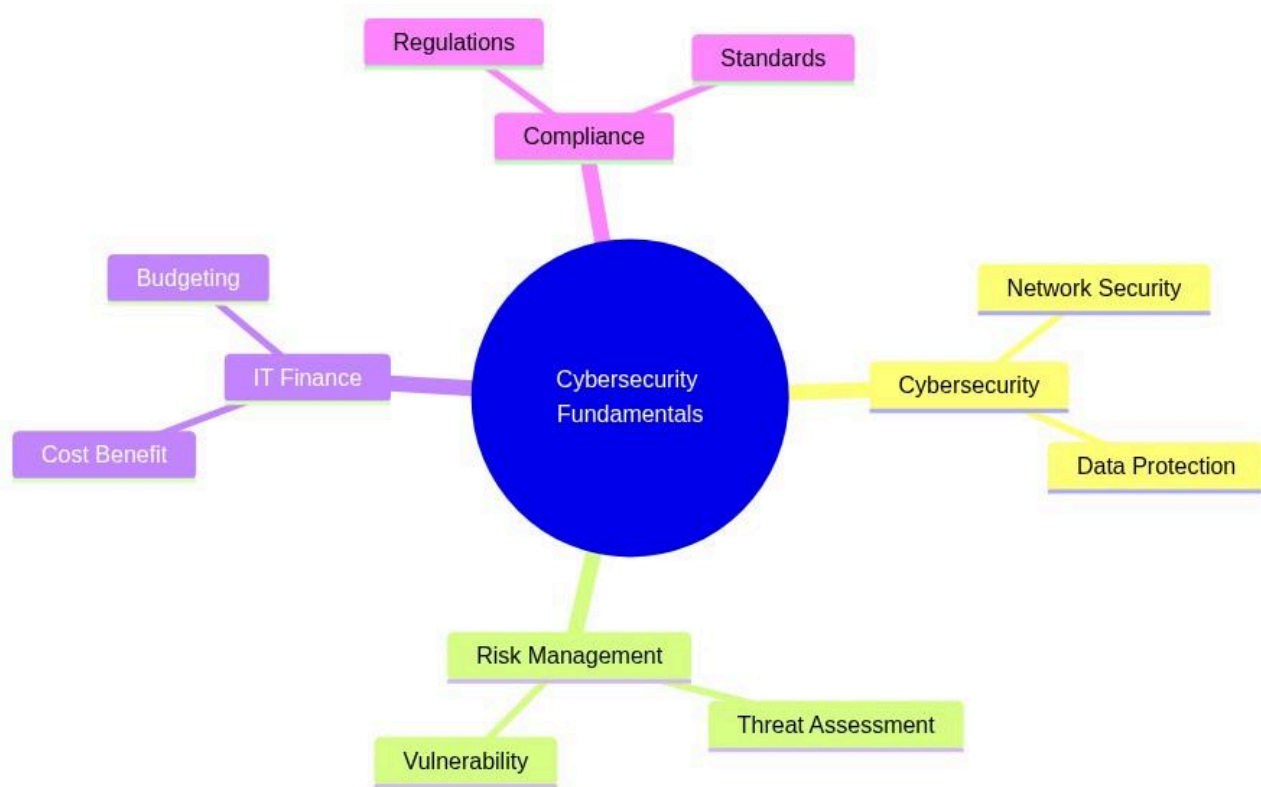 Regulations
Standards
Compliance
Budgeting
Network Security
IT Finance
Cybersecurity
Fundamentals
Cybersecurity
Cost Benefit
Data Protection
Risk Management
Threat Assessment
Vulnerability